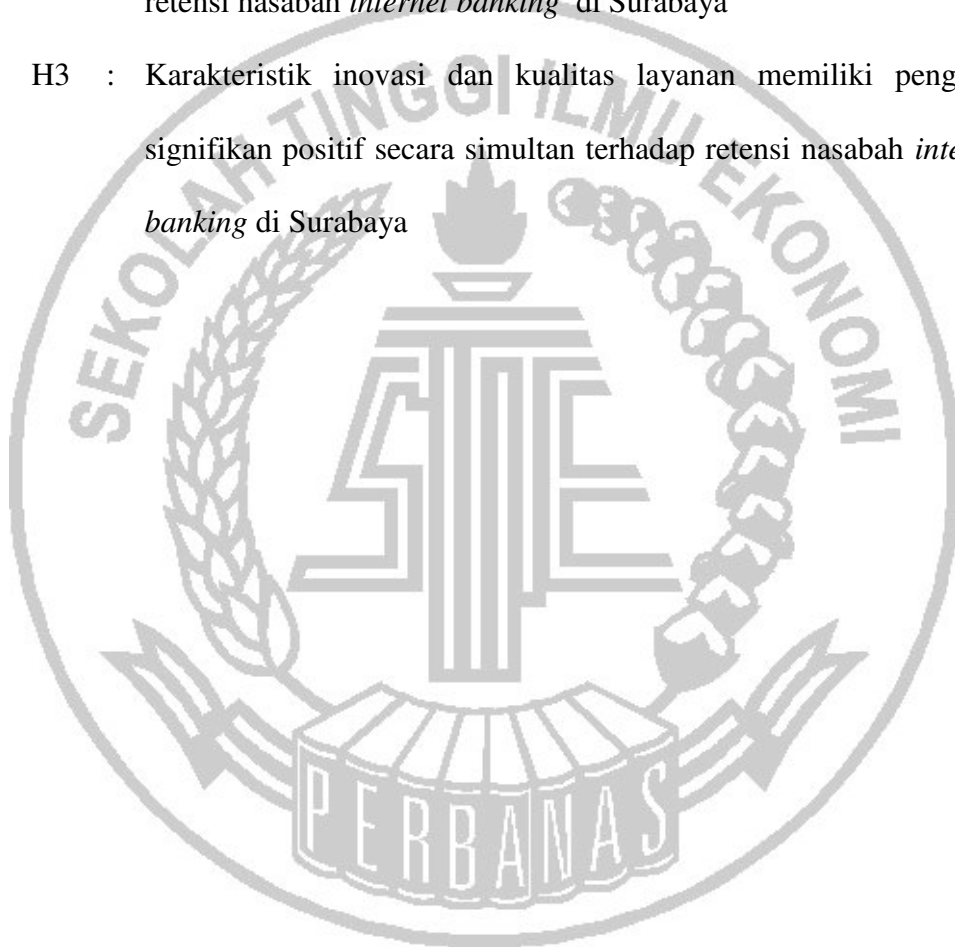 retensi nasabah internet banking di Surabaya
H3 : Karakteristik inovasi dan kualitas layanan memiliki peng
signifikan positif secara simultan terhadap retensi nasabah inte
banking di Surabaya
SEKOLAH TINGGI ILMU EKONOMI
PERBANAS